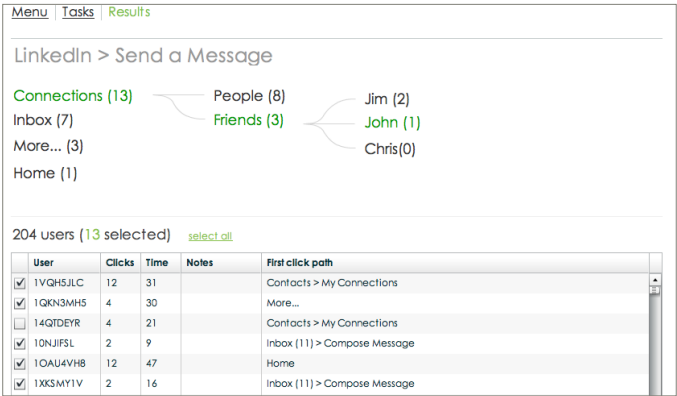 Menu | Tasks | Results
LinkedIn > Send a Message
Connections (13) People (8) Jim (2)
Inbox (7) Friends (3) John (1)
More... (3) Chris(0)
Home (1)
204 users (13 selected) select all
User Clicks Time Notes First click path
1VQH5JLC 12 31 Contacts > My Connections
1QKN3MH5 4 30 More...
14QTDEYR 4 21 Contacts > My Connections
10NJIFSL 2 9 Inbox (11) > Compose Message
1OAU4VH8 12 47 Home
1XKSMY1V 2 16 Inbox (11) > Compose Message